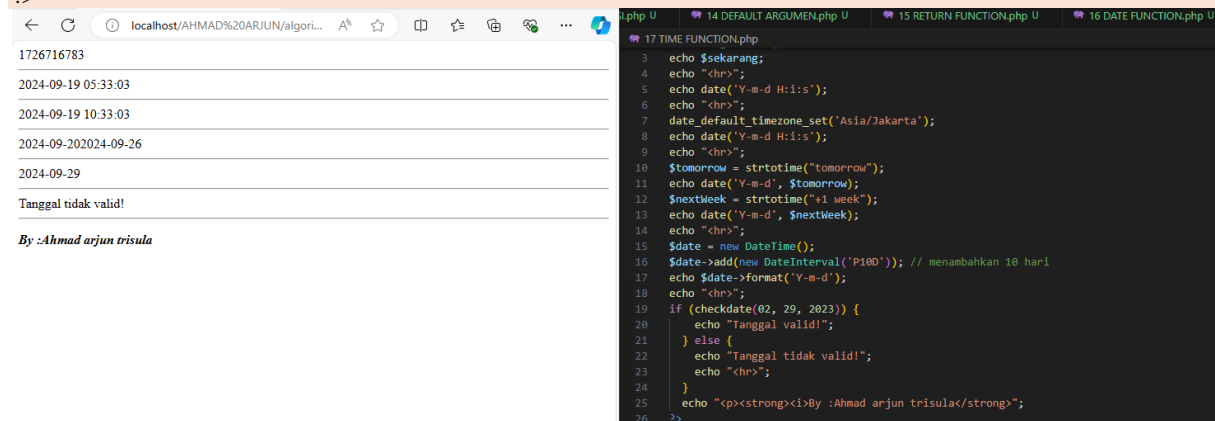 localhost/AHMAD%20ARJUN/algori...
1726716783
2024-09-19 05:33:03
2024-09-19 10:33:03
2024-09-202024-09-26
2024-09-29
Tanggal tidak valid!
By :Ahmad arjun trisula
SI.php U 14 DEFAULT ARGUMEN.php U 15 RETURN FUNCTION.php U 16 DATE FUNCTION.php U
17 TIME FUNCTION.php
3 echo $sekarang;
4 echo "<hr>";
5 echo date('Y-m-d H:i:s');
6 echo "<hr>";
7 date_default_timezone_set('Asia/Jakarta');
8 echo date('Y-m-d H:i:s');
9 echo "<hr>";
10 $tomorrow = strtotime("tomorrow");
11 echo date('Y-m-d', $tomorrow);
12 $nextWeek = strtotime("+1 week");
13 echo date('Y-m-d', $nextWeek);
14 echo "<hr>";
15 $date = new DateTime();
16 $date->add(new DateInterval('P10D')); // menambahkan 10 hari
17 echo $date->format('Y-m-d');
18 echo "<hr>";
19 if (checkdate(02, 29, 2023)) {
20 echo "Tanggal valid!";
21 } else {
22 echo "Tanggal tidak valid!";
23 echo "<hr>";
24 }
25 echo "<p><strong><i>By :Ahmad arjun trisula</strong>";
26 ?>